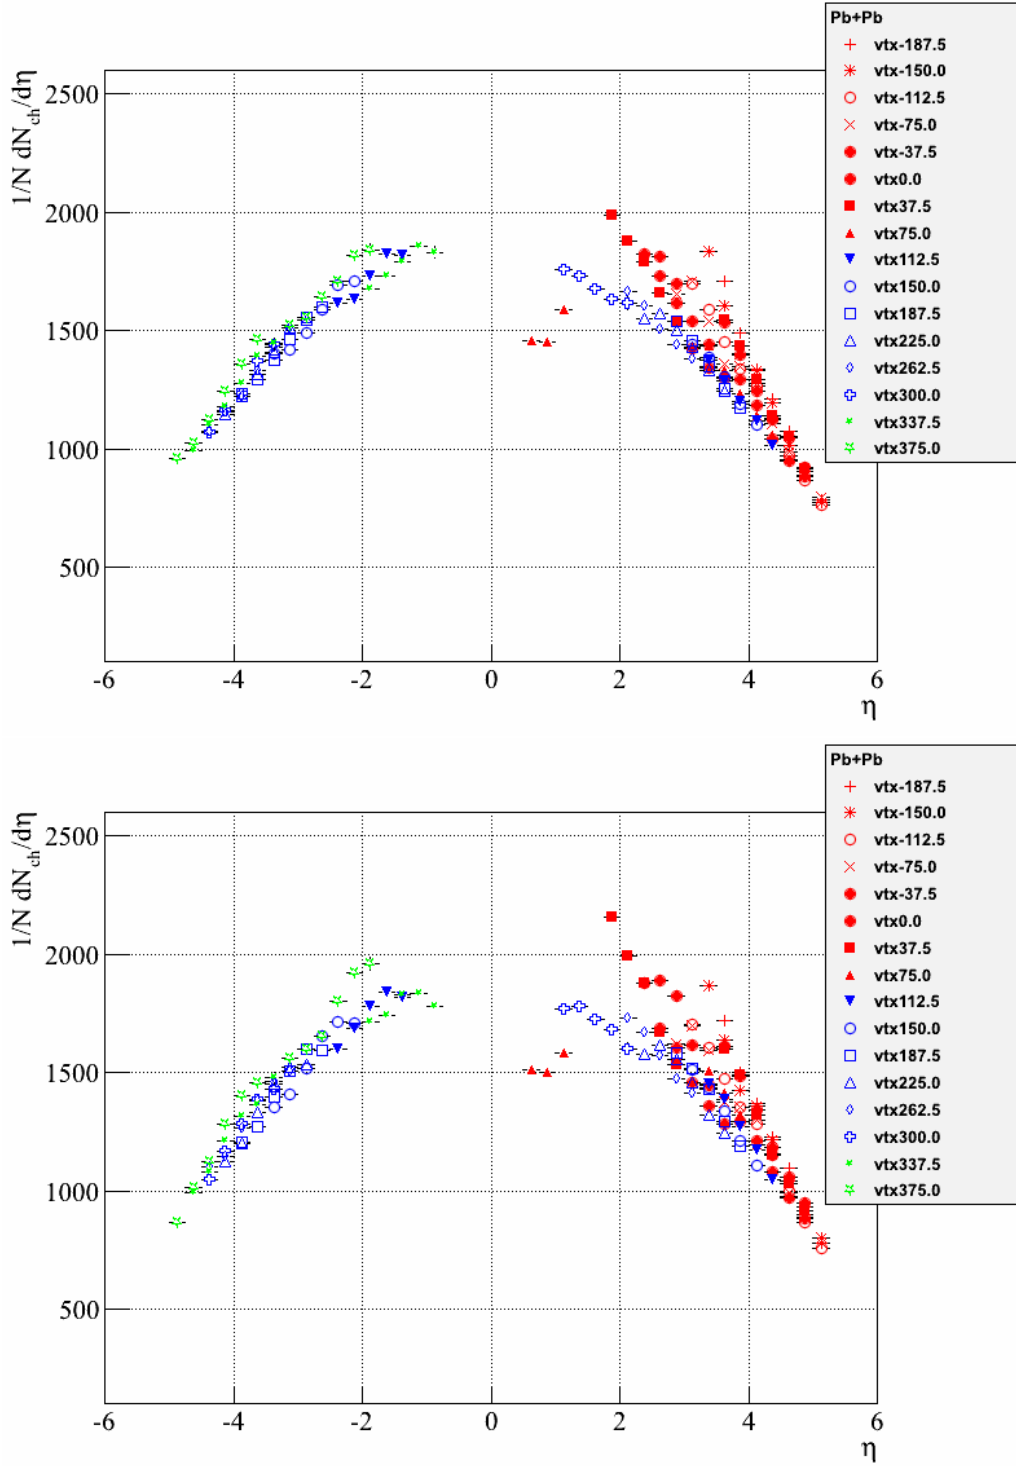 Pb+Pb
vtx-187.5
vtx-150.0
vtx-112.5
vtx-75.0
vtx-37.5
vtx0.0
vtx37.5
vtx75.0
vtx112.5
vtx150.0
vtx187.5
vtx225.0
vtx262.5
vtx300.0
vtx337.5
vtx375.0
1/N dN_ch/dη
2500
2000
1500
1000
500
-6 -4 -2 0 2 4 6
η
Pb+Pb
vtx-187.5
vtx-150.0
vtx-112.5
vtx-75.0
vtx-37.5
vtx0.0
vtx37.5
vtx75.0
vtx112.5
vtx150.0
vtx187.5
vtx225.0
vtx262.5
vtx300.0
vtx337.5
vtx375.0
1/N dN_ch/dη
2500
2000
1500
1000
500
-6 -4 -2 0 2 4 6
η